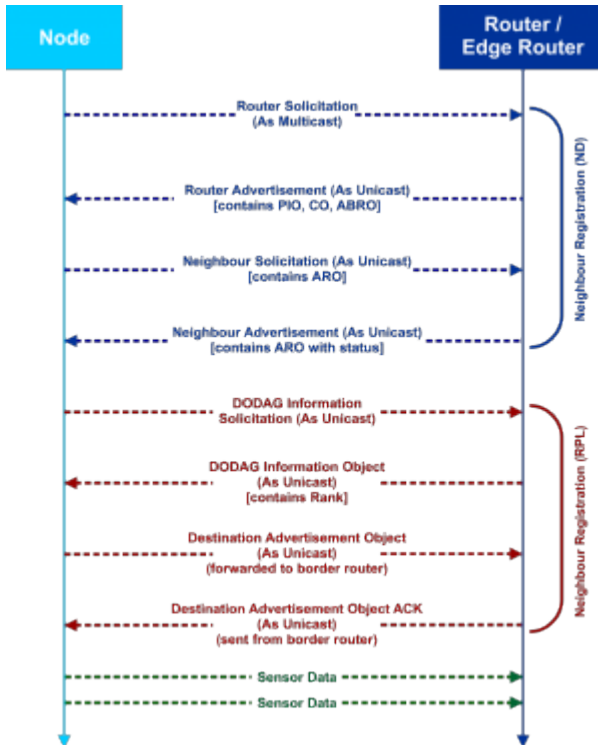 Node
Router /
Edge Router
Router Solicitation
(As Multicast)
Router Advertisement (As Unicast)
[contains PIO, CO, ABRO]
Neighbour Solicitation (As Unicast)
[contains ARO]
Neighbour Advertisement (As Unicast)
[contains ARO with status]
Neighbour Registration (ND)
DODAG Information
Solicitation (As Unicast)
DODAG Information Object
(As Unicast)
[contains Rank]
Destination Advertisement Object
(As Unicast)
(forwarded to border router)
Destination Advertisement Object ACK
(As Unicast)
(sent from border router)
Neighbour Registration (RPL)
Sensor Data
Sensor Data